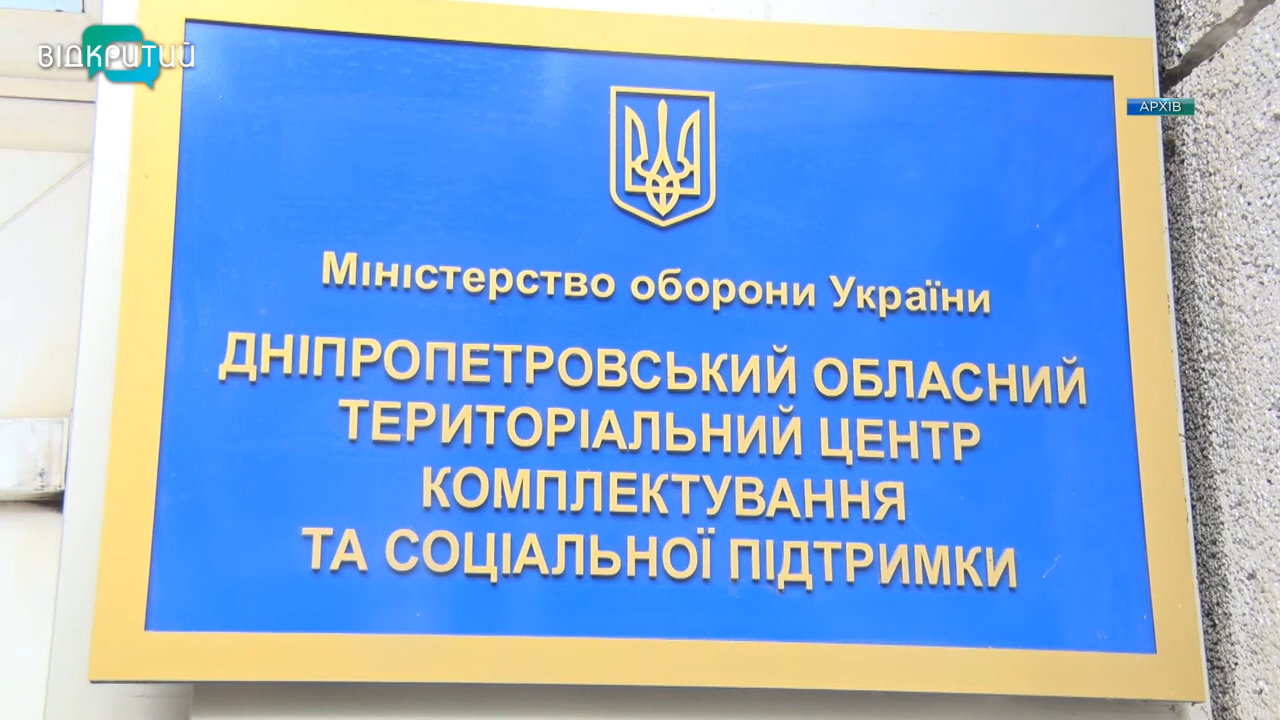 ВІДКРИТИЙ
АРХІВ
Міністерство оборони України
ДНІПРОПЕТРОВСЬКИЙ ОБЛАСНИЙ
ТЕРИТОРІАЛЬНИЙ ЦЕНТР
КОМПЛЕКТУВАННЯ
ТА СОЦІАЛЬНОЇ ПІДТРИМКИ